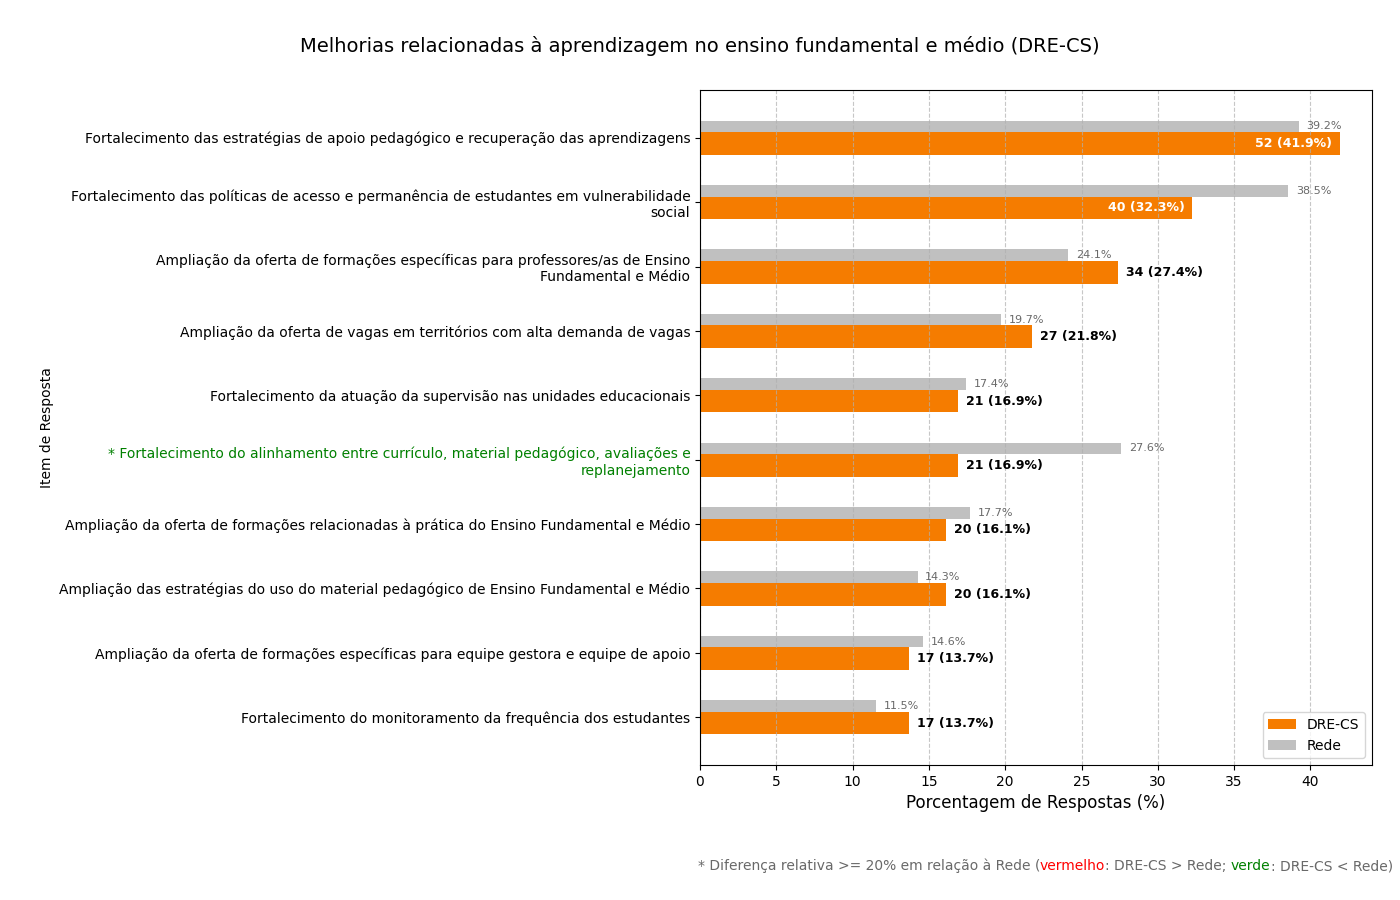 Melhorias relacionadas à aprendizagem no ensino fundamental e médio (DRE-CS)
Item de Resposta
Fortalecimento das estratégias de apoio pedagógico e recuperação das aprendizagens
39.2%
52 (41.9%)
Fortalecimento das políticas de acesso e permanência de estudantes em vulnerabilidade
social
38.5%
40 (32.3%)
Ampliação da oferta de formações específicas para professores/as de Ensino
Fundamental e Médio
24.1%
34 (27.4%)
Ampliação da oferta de vagas em territórios com alta demanda de vagas
19.7%
27 (21.8%)
Fortalecimento da atuação da supervisão nas unidades educacionais
17.4%
21 (16.9%)
* Fortalecimento do alinhamento entre currículo, material pedagógico, avaliações e
replanejamento
27.6%
21 (16.9%)
Ampliação da oferta de formações relacionadas à prática do Ensino Fundamental e Médio
17.7%
20 (16.1%)
Ampliação das estratégias do uso do material pedagógico de Ensino Fundamental e Médio
14.3%
20 (16.1%)
Ampliação da oferta de formações específicas para equipe gestora e equipe de apoio
14.6%
17 (13.7%)
Fortalecimento do monitoramento da frequência dos estudantes
11.5%
17 (13.7%)
DRE-CS
Rede
0 5 10 15 20 25 30 35 40
Porcentagem de Respostas (%)
* Diferença relativa >= 20% em relação à Rede (vermelho: DRE-CS > Rede; verde: DRE-CS < Rede)